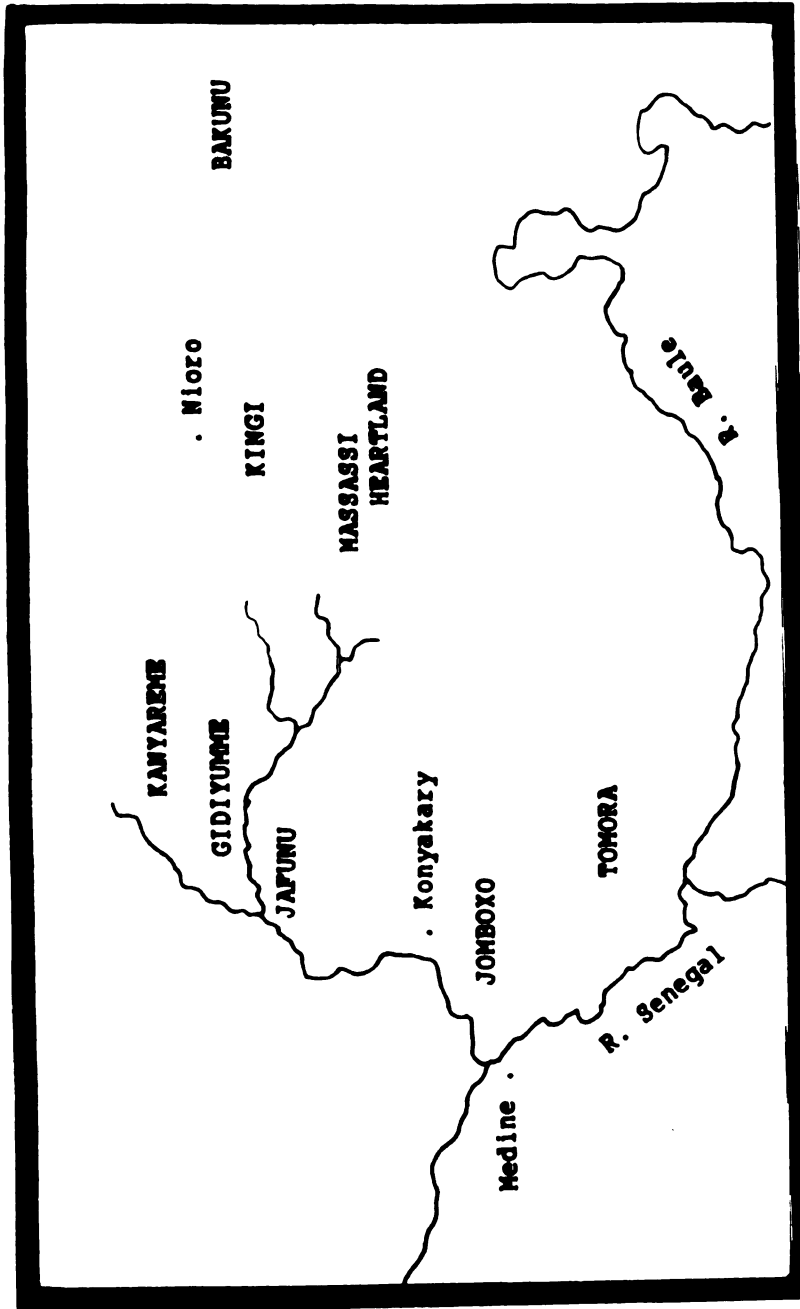 KANYAREME
Nioro
GIDIYUMME
BAKUNU
KINGI
JAFUNU
MASSASSI
HEARTLAND
Konyakary
JOMBOXO
Medine
TOMORA
R. Senegal
R. Baule